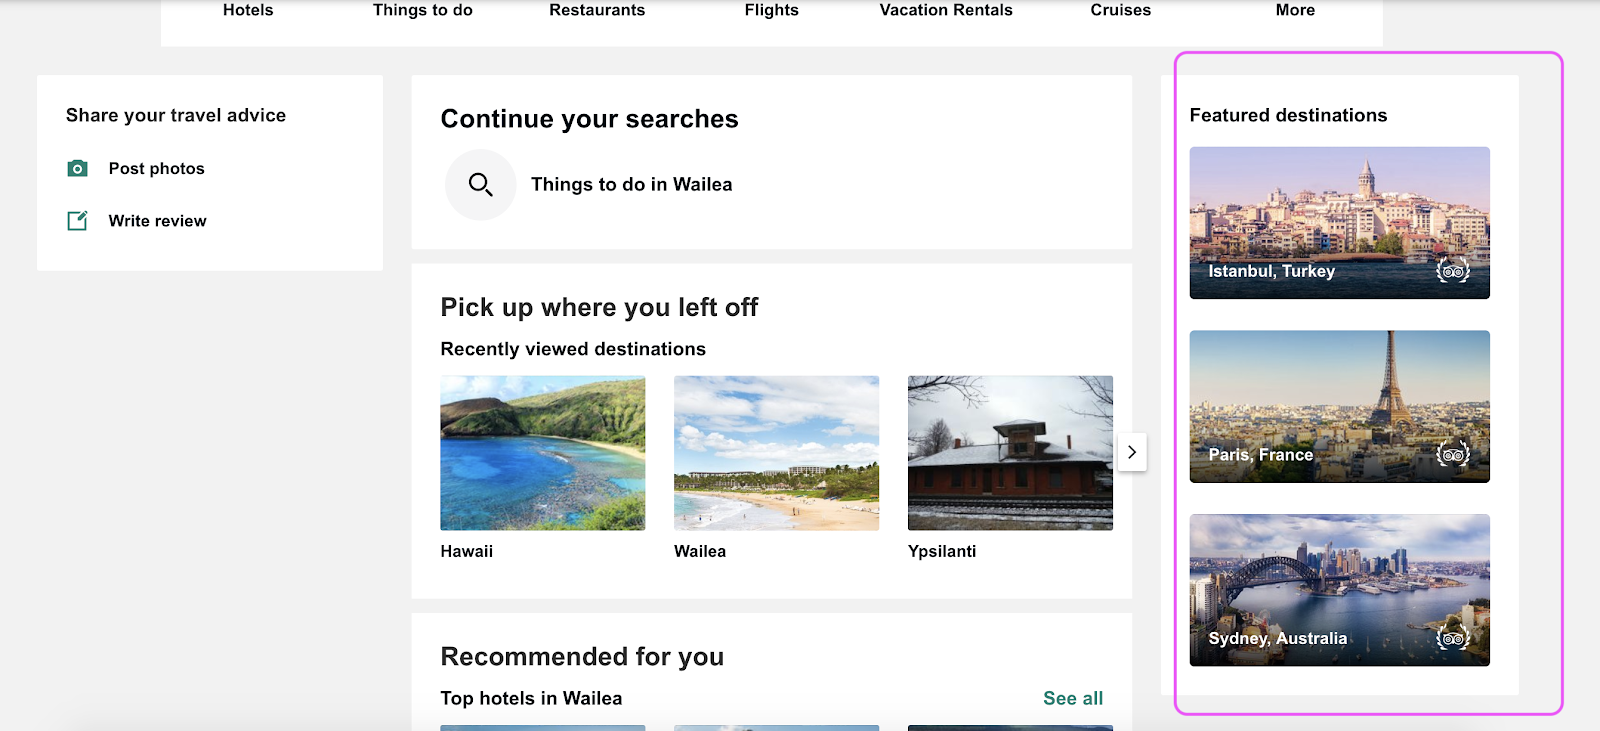 Hotels
Things to do
Restaurants
Flights
Vacation Rentals
Cruises
More
Share your travel advice
Post photos
Write review
Continue your searches
Things to do in Wailea
Pick up where you left off
Recently viewed destinations
Hawaii
Wailea
Ypsilanti
Recommended for you
Top hotels in Wailea
See all
Featured destinations
Istanbul, Turkey
Paris, France
Sydney, Australia